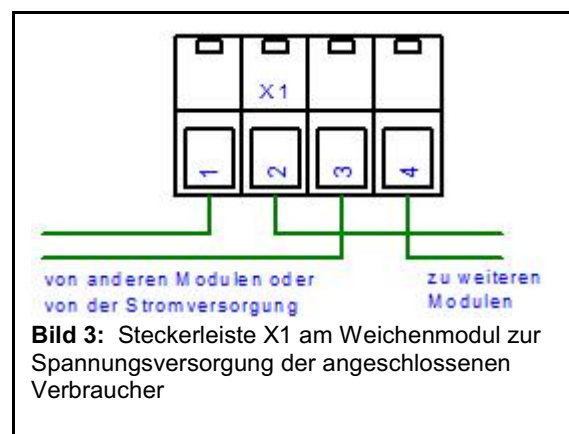 X1
1 2 3 4
von anderen Modulen oder
von der Stromversorgung
zu weiteren
Modulen
Bild 3: Steckerleiste X1 am Weichenmodul zur
Spannungsversorgung der angeschlossenen
Verbraucher